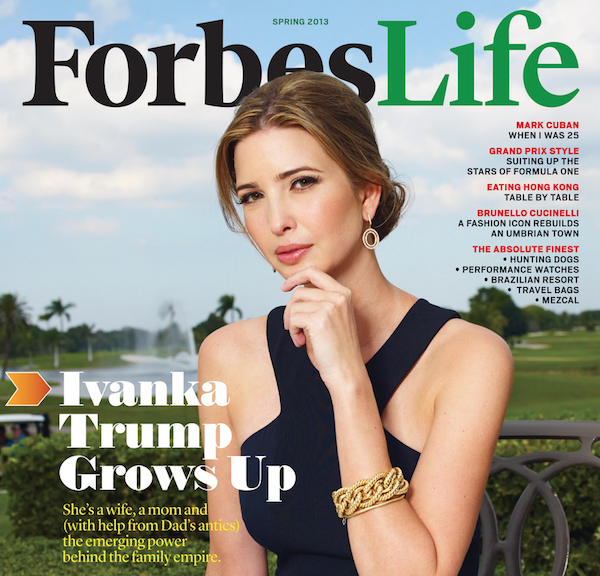 SPRING 2013
ForbesLife
MARK CUBAN
WHEN I WAS 25
GRAND PRIX STYLE
SUITING UP THE
STARS OF FORMULA ONE
EATING HONG KONG
TABLE BY TABLE
BRUNELLO CUCINELLI
A FASHION ICON REBUILDS
AN UMBRIAN TOWN
THE ABSOLUTE FINEST
• HUNTING DOGS
• PERFORMANCE WATCHES
• BRAZILIAN RESORT
• TRAVEL BAGS
• MEZCAL
Ivanka
Trump
Grows Up
She's a wife, a mom and
(with help from Dad's antics)
the emerging power
behind the family empire.